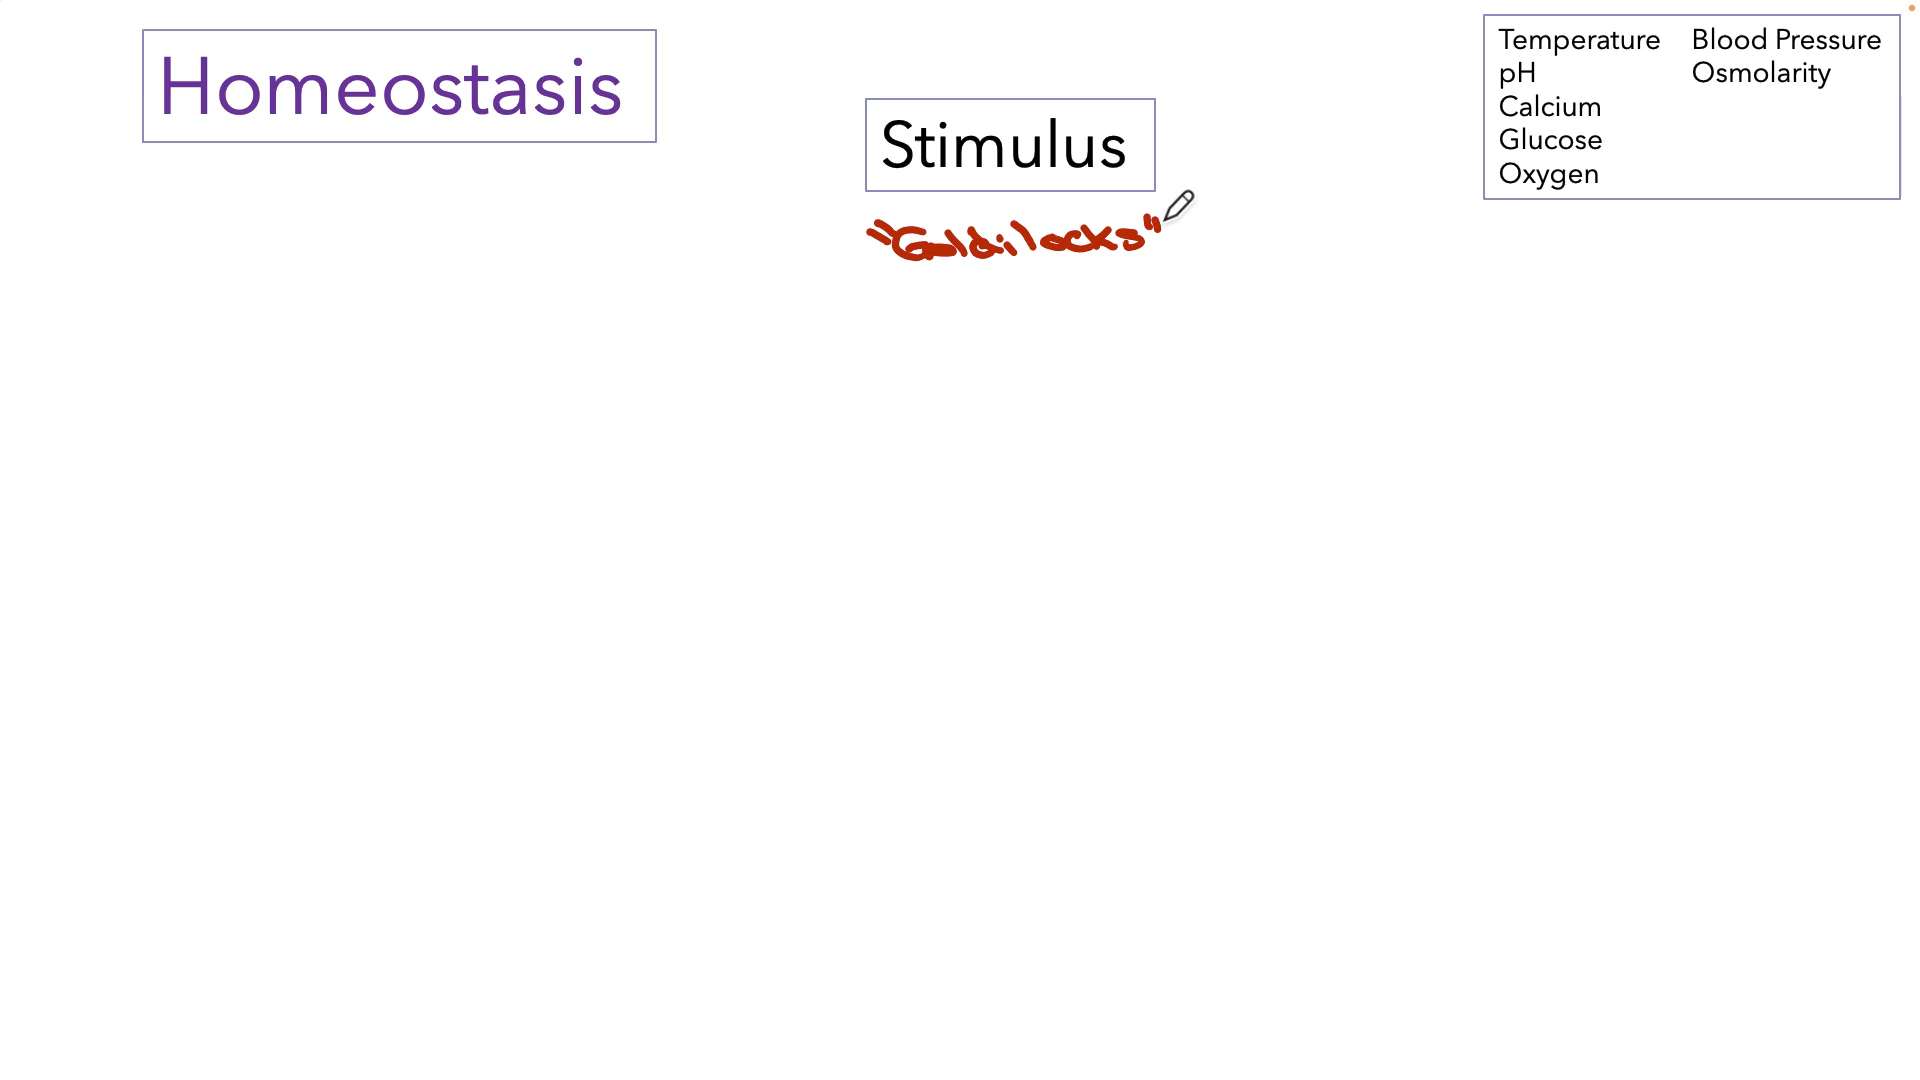 Homeostasis
Stimulus
"Goldilocks"
Temperature
pH
Calcium
Glucose
Oxygen
Blood Pressure
Osmolarity